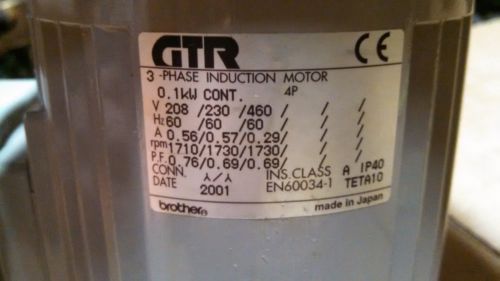 GTR CE
3-PHASE INDUCTION MOTOR
0.1kW CONT. 4P
V 208 /230 /460 / / /
Hz 60 /60 /60 / / /
A 0.56/0.57/0.29/ / /
rpm 1710/1730/1730/ / /
P.F. 0.76/0.69/0.69/ / /
CONN. ⅄/⅄ INS.CLASS A IP40
DATE 2001 EN60034-1 TETA10
brother® made in Japan